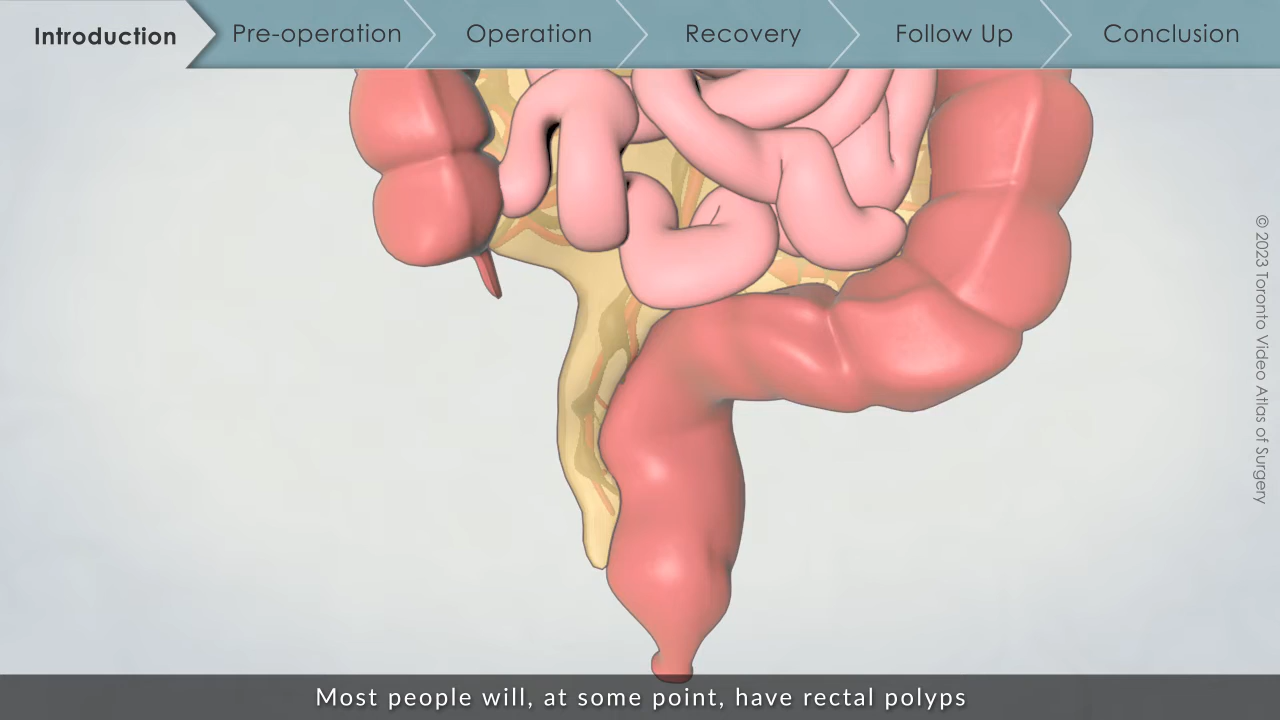 Introduction
Pre-operation
Operation
Recovery
Follow Up
Conclusion
© 2023 Toronto Video Atlas of Surgery
Most people will, at some point, have rectal polyps